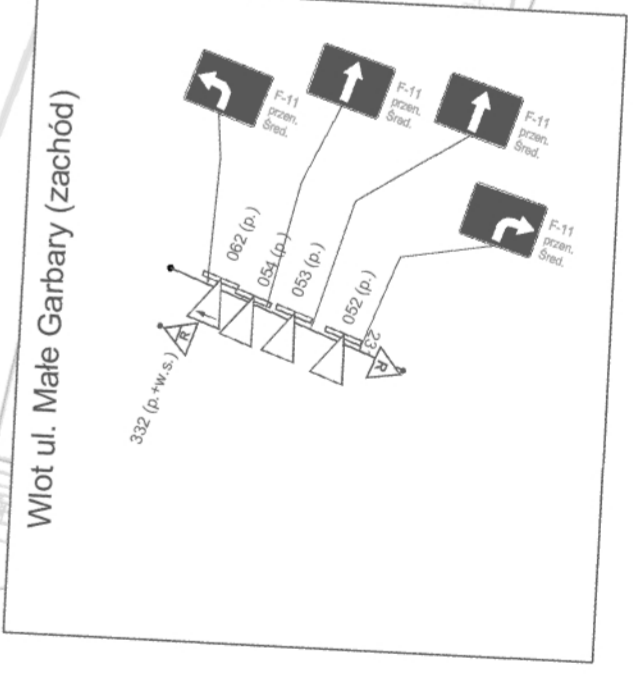 Wlot ul. Małe Garbary (zachód)
F-11
przen.
Śred.
F-11
przen.
Śred.
F-11
przen.
Śred.
F-11
przen.
Śred.
062 (p.)
054 (p.)
053 (p.)
052 (p.)
23
R
R
332 (p.+w.s.)